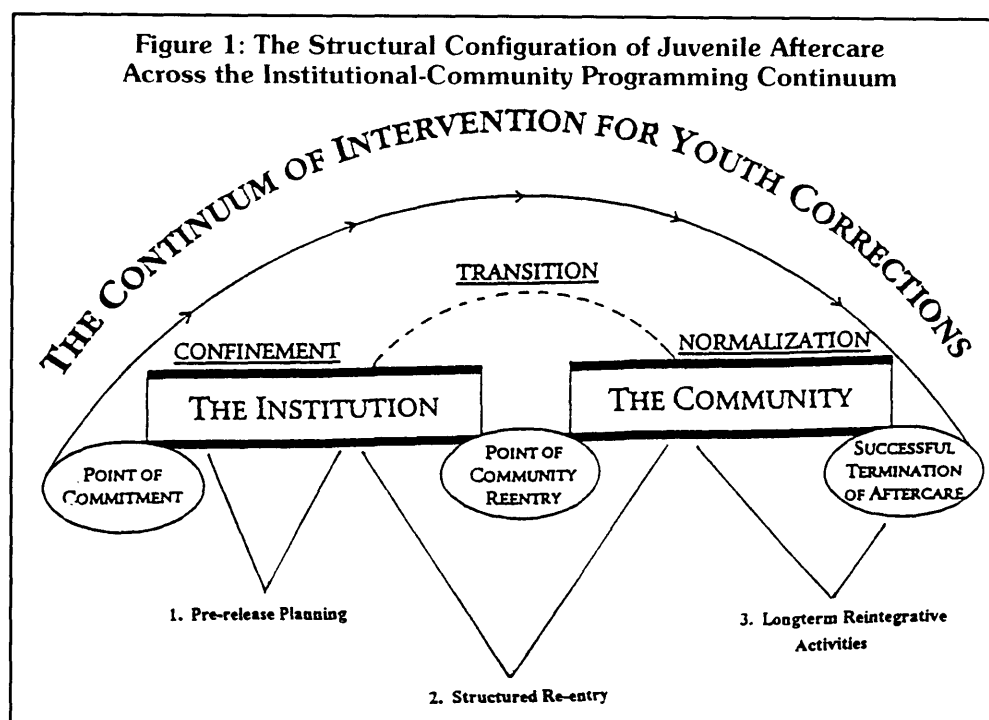 Figure 1: The Structural Configuration of Juvenile Aftercare
Across the Institutional-Community Programming Continuum
THE CONTINUUM OF INTERVENTION FOR YOUTH CORRECTIONS
TRANSITION
CONFINEMENT
NORMALIZATION
THE INSTITUTION
THE COMMUNITY
POINT OF
COMMITMENT
POINT OF
COMMUNITY
REENTRY
SUCCESSFUL
TERMINATION
OF AFTERCARE
1. Pre-release Planning
3. Longterm Reintegrative
Activities
2. Structured Re-entry